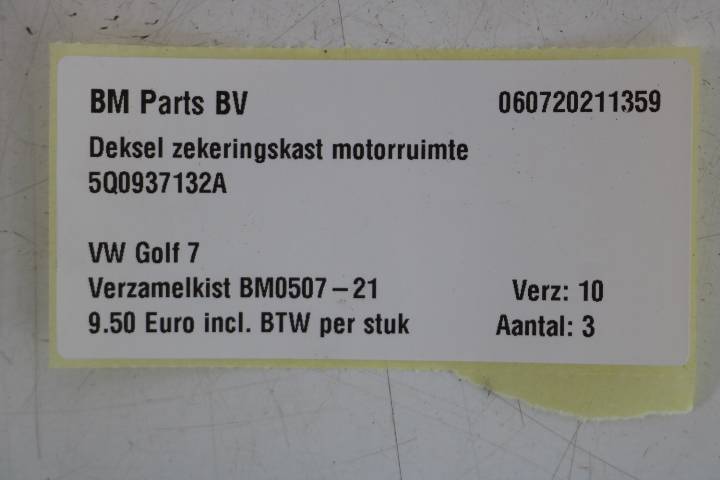 BM Parts BV 060720211359
Deksel zekeringskast motorruimte
5Q0937132A
VW Golf 7
Verzamelkist BM0507-21 Verz: 10
9.50 Euro incl. BTW per stuk Aantal: 3